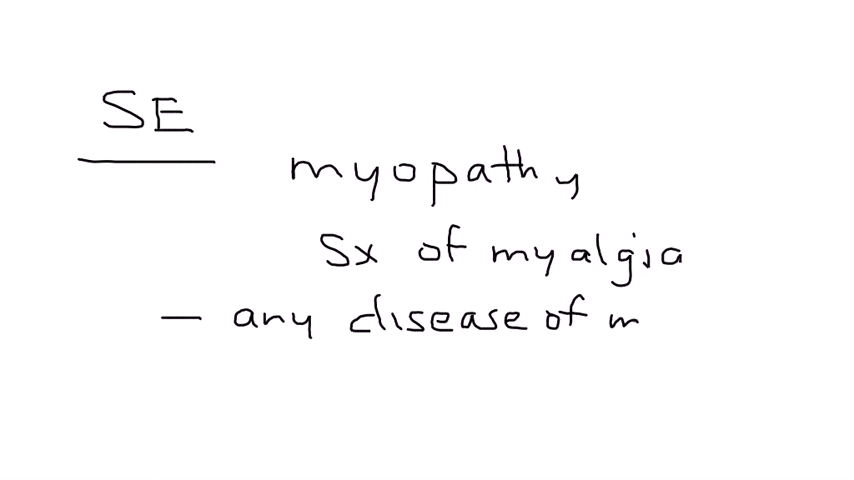 SE
myopathy
Sx of myalgia
— any disease of m